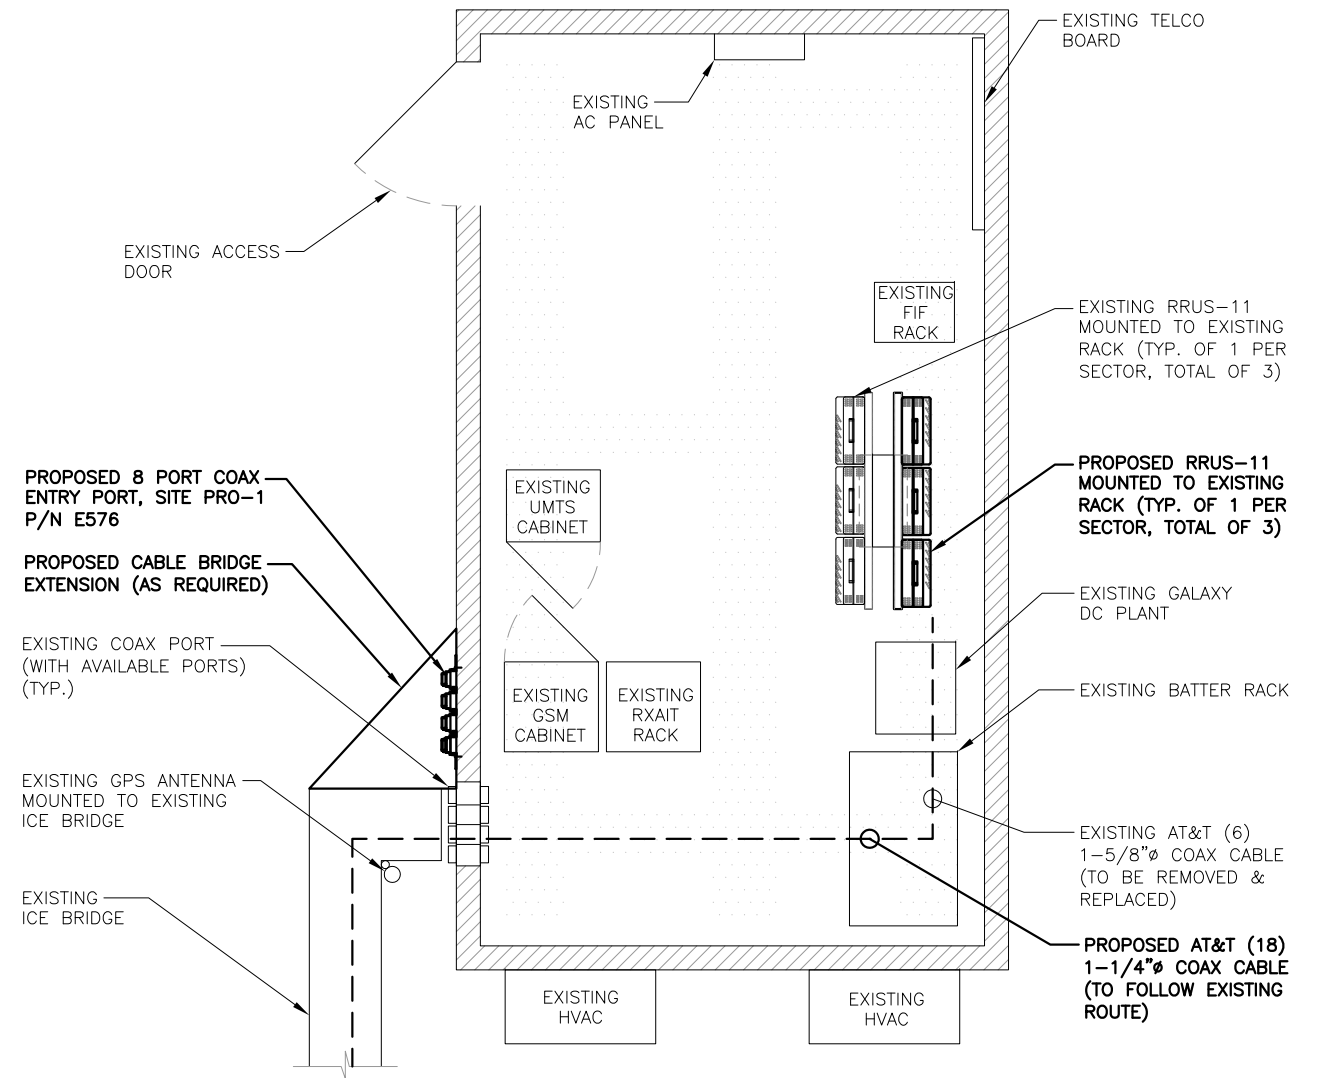 EXISTING TELCO
BOARD
EXISTING
AC PANEL
EXISTING ACCESS
DOOR
EXISTING
FIF
RACK
EXISTING RRUS-11
MOUNTED TO EXISTING
RACK (TYP. OF 1 PER
SECTOR, TOTAL OF 3)
PROPOSED 8 PORT COAX
ENTRY PORT, SITE PRO-1
P/N E576
PROPOSED CABLE BRIDGE
EXTENSION (AS REQUIRED)
EXISTING COAX PORT
(WITH AVAILABLE PORTS)
(TYP.)
EXISTING GPS ANTENNA
MOUNTED TO EXISTING
ICE BRIDGE
EXISTING
ICE BRIDGE
EXISTING
UMTS
CABINET
EXISTING
GSM
CABINET
EXISTING
RXAIT
RACK
PROPOSED RRUS-11
MOUNTED TO EXISTING
RACK (TYP. OF 1 PER
SECTOR, TOTAL OF 3)
EXISTING GALAXY
DC PLANT
EXISTING BATTER RACK
EXISTING AT&T (6)
1-5/8"ø COAX CABLE
(TO BE REMOVED &
REPLACED)
PROPOSED AT&T (18)
1-1/4"ø COAX CABLE
(TO FOLLOW EXISTING
ROUTE)
EXISTING
HVAC
EXISTING
HVAC